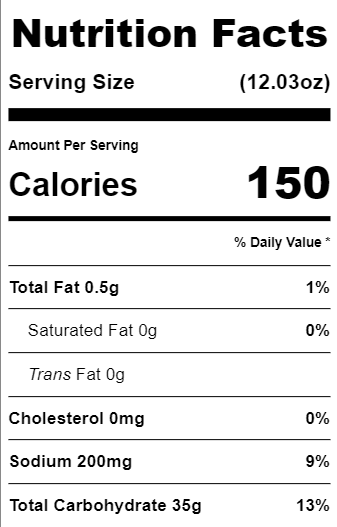 Nutrition Facts
Serving Size (12.03oz)
Amount Per Serving
Calories 150
% Daily Value *
Total Fat 0.5g 1%
Saturated Fat 0g 0%
Trans Fat 0g
Cholesterol 0mg 0%
Sodium 200mg 9%
Total Carbohydrate 35g 13%